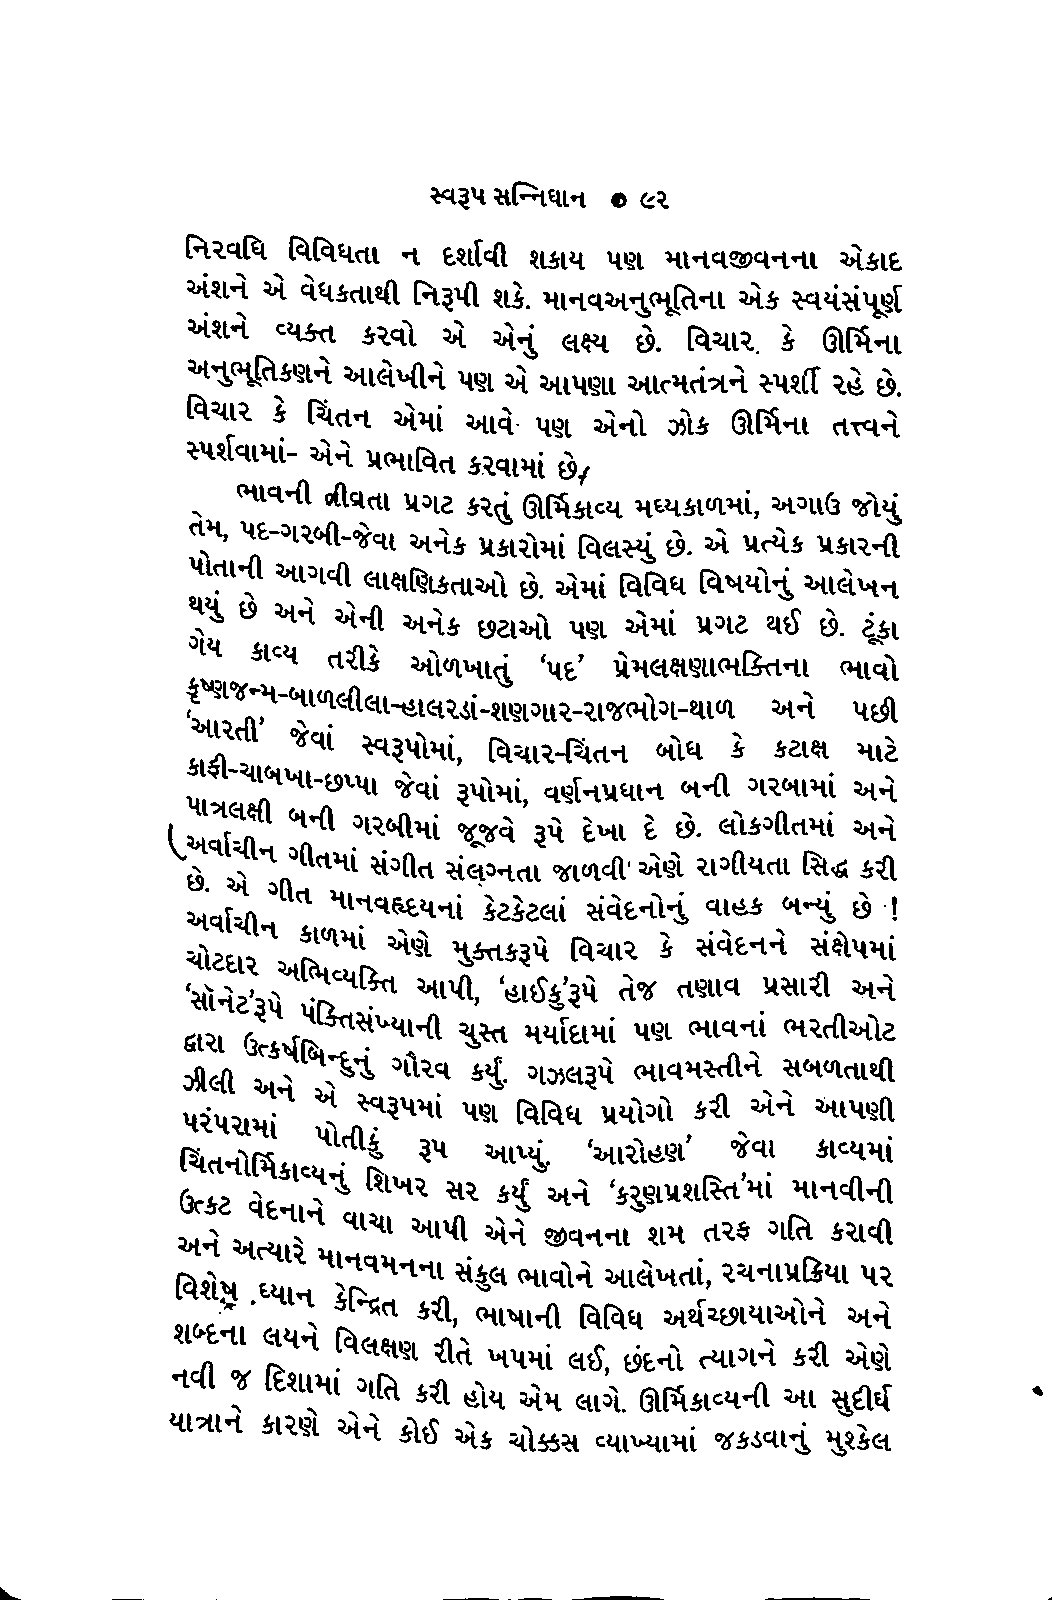 સ્વરૂપ સન્નિધાન ● ૯૨
નિરવધિ વિવિધતા ન દર્શાવી શકાય પણ માનવજીવનના એકાદ
અંશને એ વેધકતાથી નિરૂપી શકે. માનવઅનુભૂતિના એક સ્વયંસંપૂર્ણ
અંશને વ્યક્ત કરવો એ એનું લક્ષ્ય છે. વિચાર. કે ઊર્મિના
અનુભૂતિકણને આલેખીને પણ એ આપણા આત્મતંત્રને સ્પર્શી રહે છે.
વિચાર કે ચિંતન એમાં આવે પણ એનો ઝોક ઊર્મિના તત્ત્વને
સ્પર્શવામાં- એને પ્રભાવિત કરવામાં છે
ભાવની તીવ્રતા પ્રગટ કરતું ઊર્મિકાવ્ય મધ્યકાળમાં, અગાઉ જોયું
તેમ, પદ-ગરબી-જેવા અનેક પ્રકારોમાં વિલસ્યું છે. એ પ્રત્યેક પ્રકારની
પોતાની આગવી લાક્ષણિકતાઓ છે. એમાં વિવિધ વિષયોનું આલેખન
થયું છે અને એની અનેક છટાઓ પણ એમાં પ્રગટ થઈ છે. ટૂંકા
ગેય કાવ્ય તરીકે ઓળખાતું ‘પદ’ પ્રેમલક્ષણાભક્તિના ભાવો
કૃષ્ણજન્મ-બાળલીલા-હાલરડાં-શણગાર-રાજભોગ-થાળ અને પછી
‘આરતી’ જેવાં સ્વરૂપોમાં, વિચાર-ચિંતન બોધ કે કટાક્ષ માટે
કાફી-ચાબખા-છપ્પા જેવાં રૂપોમાં, વર્ણનપ્રધાન બની ગરબામાં અને
પાત્રલક્ષી બની ગરબીમાં જૂજવે રૂપે દેખા દે છે. લોકગીતમાં અને
અર્વાચીન ગીતમાં સંગીત સંલગ્નતા જાળવી એણે રાગીયતા સિદ્ધ કરી
છે. એ ગીત માનવહૃદયનાં કેટકેટલાં સંવેદનોનું વાહક બન્યું છે !
અર્વાચીન કાળમાં એણે મુક્તકરૂપે વિચાર કે સંવેદનને સંક્ષેપમાં
ચોટદાર અભિવ્યક્તિ આપી, ‘હાઈકુ’રૂપે તેજ તણાવ પ્રસારી અને
‘સૉનેટ’રૂપે પંક્તિસંખ્યાની ચુસ્ત મર્યાદામાં પણ ભાવનાં ભરતીઓટ
દ્વારા ઉત્કર્ષબિન્દુનું ગૌરવ કર્યું. ગઝલરૂપે ભાવમસ્તીને સબળતાથી
ઝીલી અને એ સ્વરૂપમાં પણ વિવિધ પ્રયોગો કરી એને આપણી
પરંપરામાં પોતીકું રૂપ આપ્યું. ‘આરોહણ’ જેવા કાવ્યમાં
ચિંતનોર્મિકાવ્યનું શિખર સર કર્યું અને ‘કરુણપ્રશસ્તિ’માં માનવીની
ઉત્કટ વેદનાને વાચા આપી એને જીવનના શમ તરફ ગતિ કરાવી
અને અત્યારે માનવમનના સંકુલ ભાવોને આલેખતાં, રચનાપ્રક્રિયા પર
વિશેષ ધ્યાન કેન્દ્રિત કરી, ભાષાની વિવિધ અર્થચ્છાયાઓને અને
શબ્દના લયને વિલક્ષણ રીતે ખપમાં લઈ, છંદનો ત્યાગને કરી એણે
નવી જ દિશામાં ગતિ કરી હોય એમ લાગે. ઊર્મિકાવ્યની આ સુદીર્ઘ
યાત્રાને કારણે એને કોઈ એક ચોક્કસ વ્યાખ્યામાં જકડવાનું મુશ્કેલ